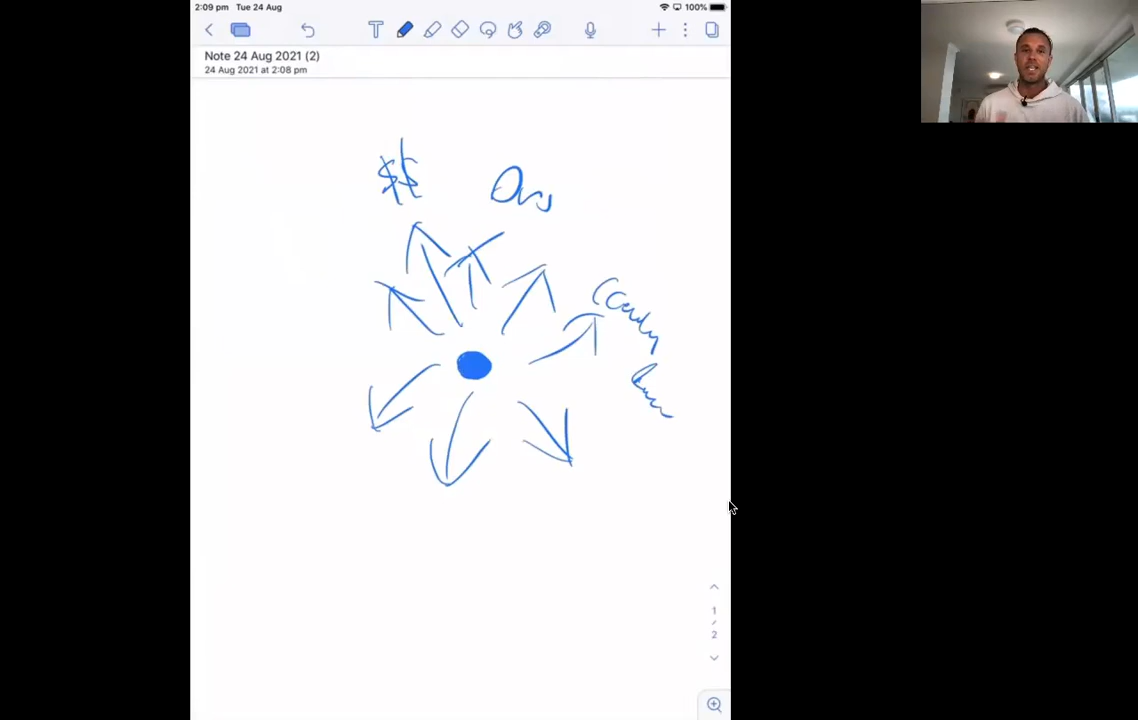 2:09 pm Tue 24 Aug 100%
Note 24 Aug 2021 (2)
24 Aug 2021 at 2:08 pm
$$
1
/
2